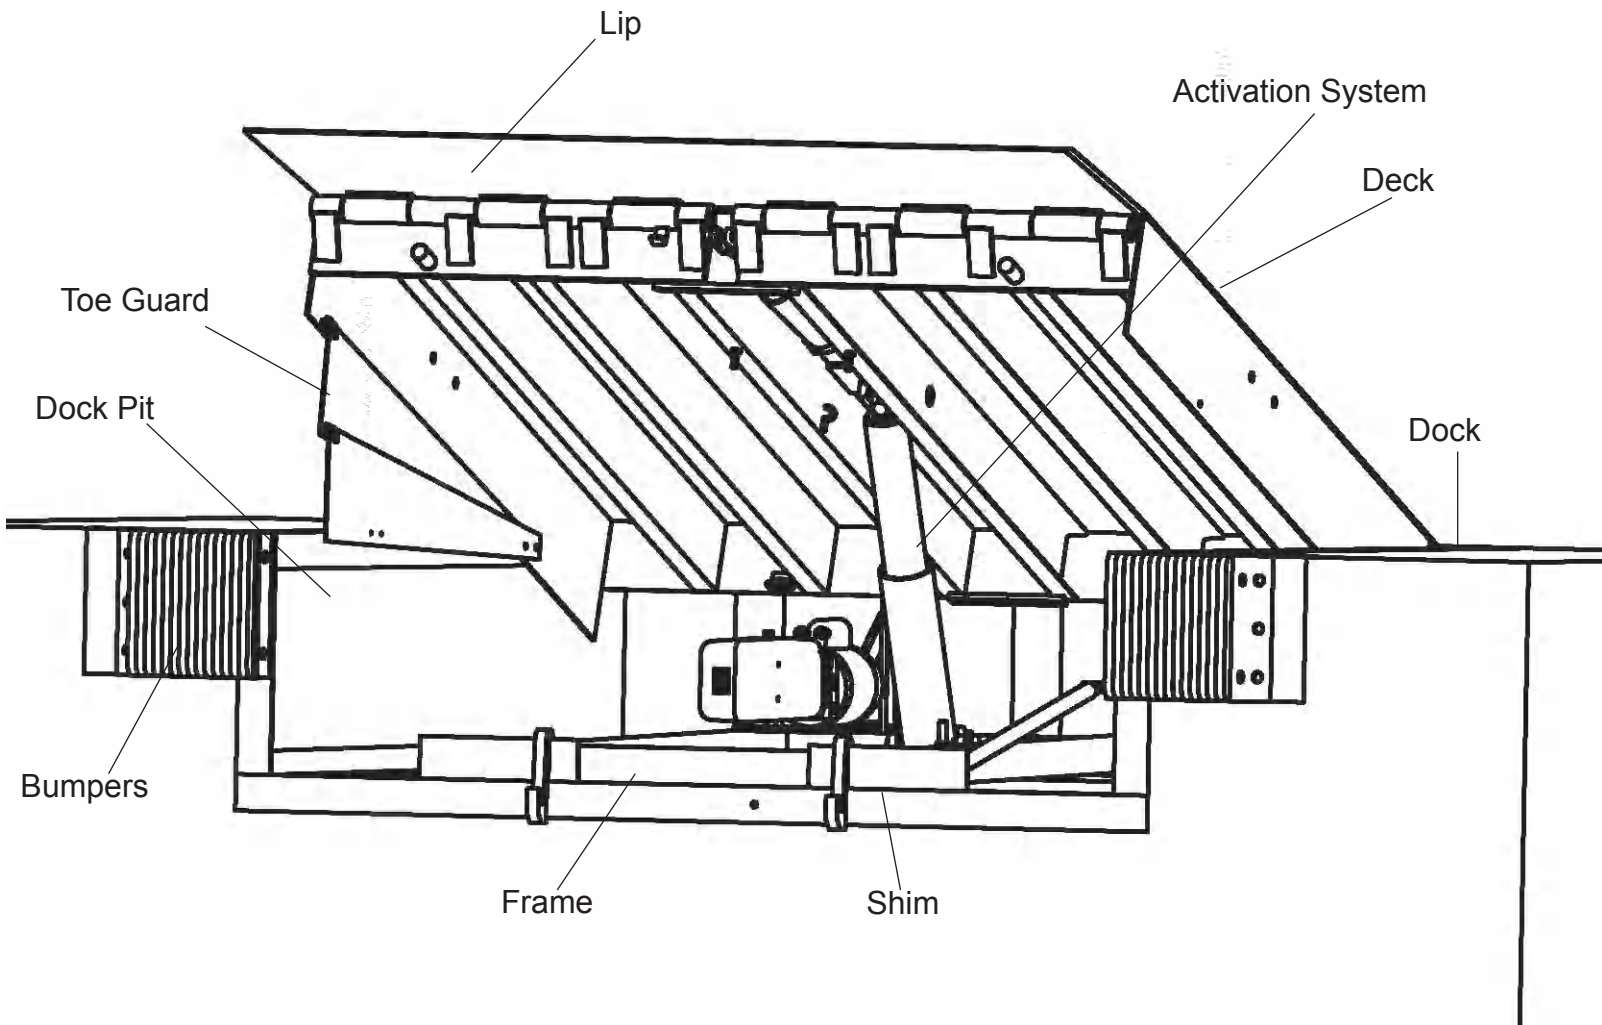 Lip
Activation System
Deck
Toe Guard
Dock Pit
Dock
Bumpers
Frame
Shim